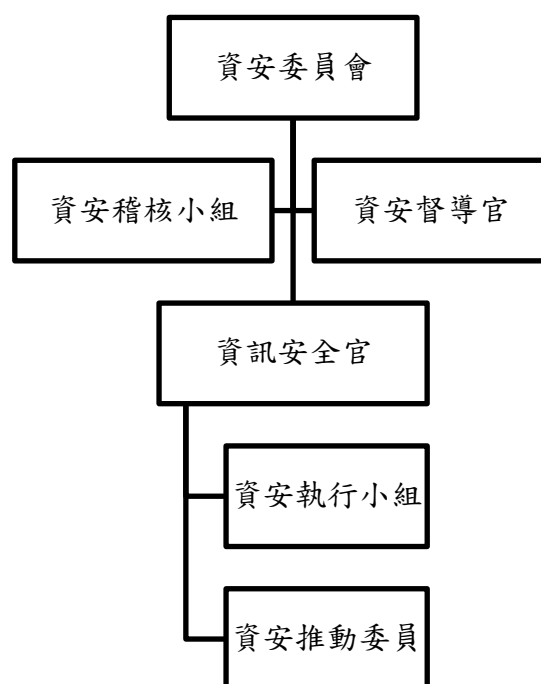 資安委員會
資安稽核小組
資安督導官
資訊安全官
資安執行小組
資安推動委員